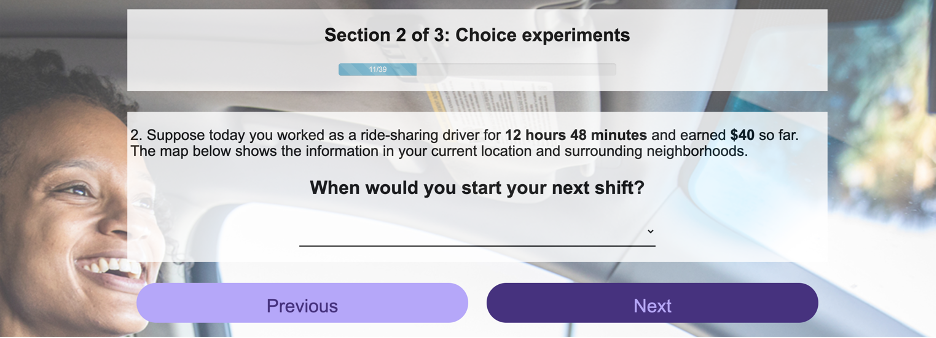 Section 2 of 3: Choice experiments
11/39
2. Suppose today you worked as a ride-sharing driver for 12 hours 48 minutes and earned $40 so far.
The map below shows the information in your current location and surrounding neighborhoods.
When would you start your next shift?
Previous
Next